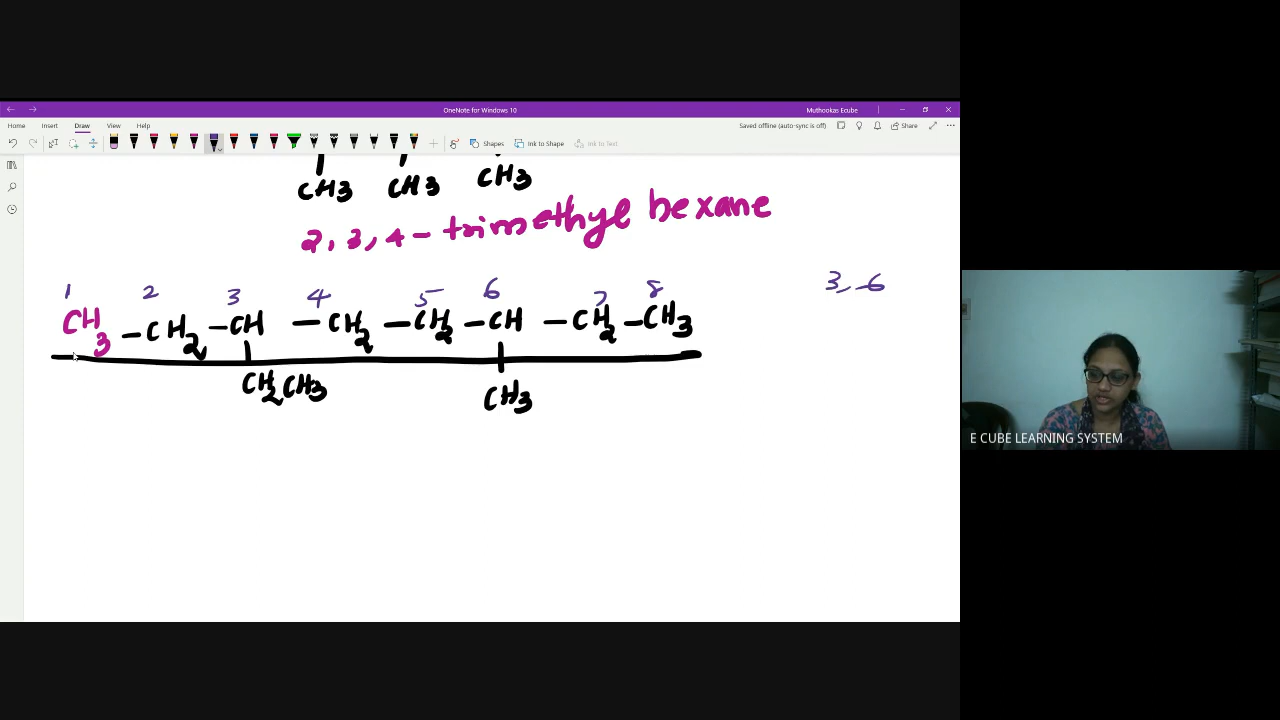 OneNote for Windows 10
Muthookas Ecube
Home Insert Draw View Help
Saved offline (auto-sync is off)
Share
Shapes Ink to Shape Ink to Text
CH3 CH3 CH3
2, 3, 4 - trimethyl hexane
1 2 3 4 5 6 7 8 3, 6
CH3 - CH2 - CH - CH2 - CH2 - CH - CH2 - CH3
CH2CH3 CH3
E CUBE LEARNING SYSTEM